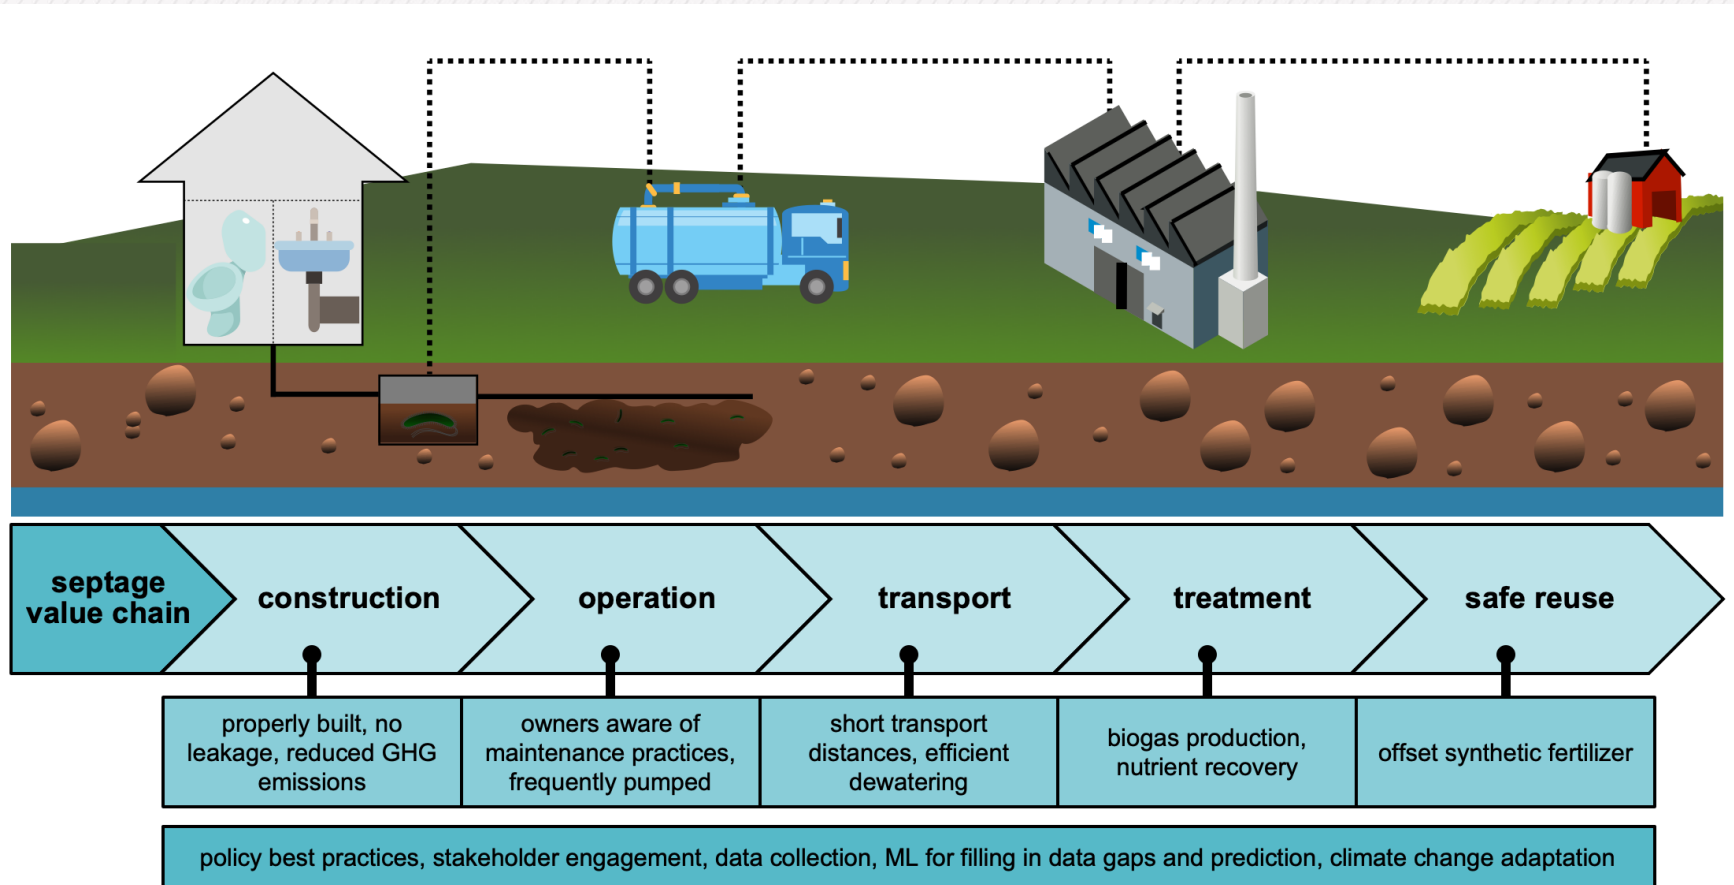 septage
value chain
construction
operation
transport
treatment
safe reuse
properly built, no
leakage, reduced GHG
emissions
owners aware of
maintenance practices,
frequently pumped
short transport
distances, efficient
dewatering
biogas production,
nutrient recovery
offset synthetic fertilizer
policy best practices, stakeholder engagement, data collection, ML for filling in data gaps and prediction, climate change adaptation